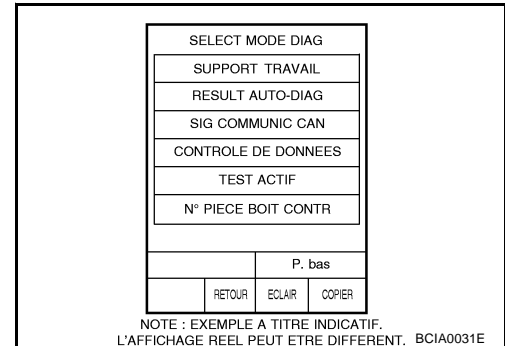 SELECT MODE DIAG
SUPPORT TRAVAIL
RESULT AUTO-DIAG
SIG COMMUNIC CAN
CONTROLE DE DONNEES
TEST ACTIF
N° PIECE BOIT CONTR
P. bas
RETOUR ECLAIR COPIER
NOTE : EXEMPLE A TITRE INDICATIF.
L'AFFICHAGE REEL PEUT ETRE DIFFERENT. BCIA0031E